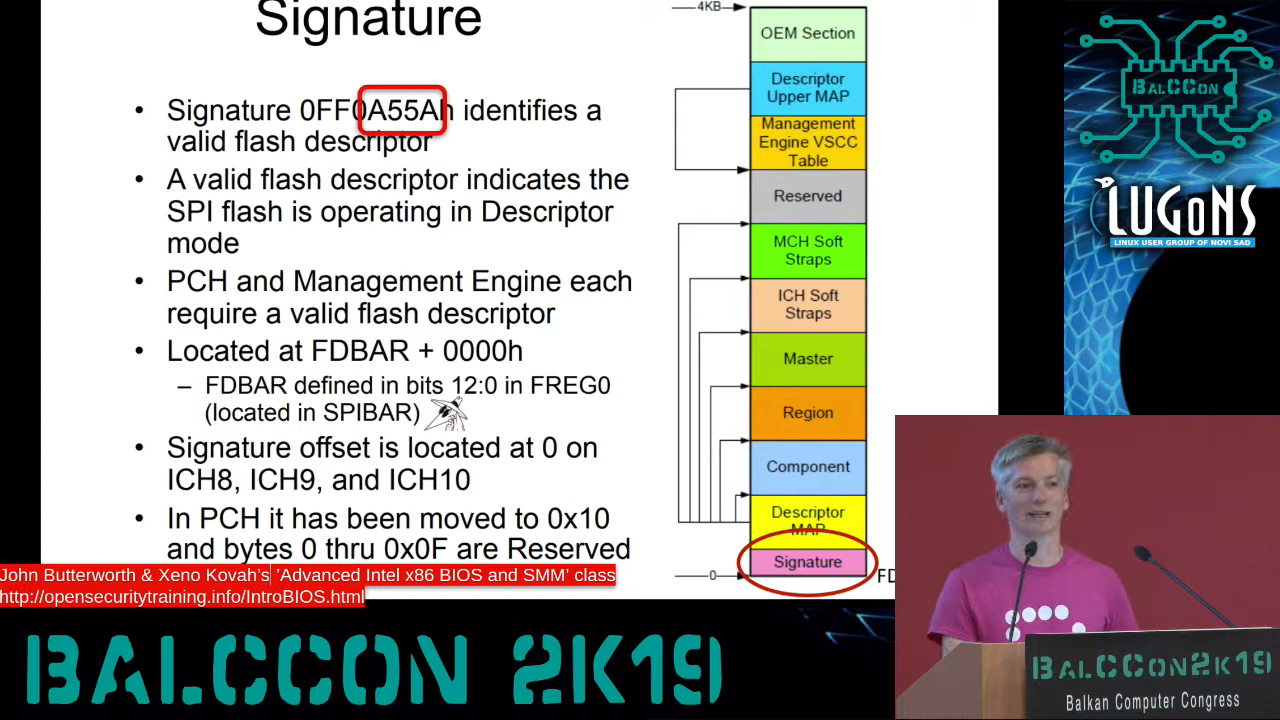 Signature
• Signature 0FF0A55Ah identifies a
valid flash descriptor
• A valid flash descriptor indicates the
SPI flash is operating in Descriptor
mode
• PCH and Management Engine each
require a valid flash descriptor
• Located at FDBAR + 0000h
– FDBAR defined in bits 12:0 in FREG0
(located in SPIBAR)
• Signature offset is located at 0 on
ICH8, ICH9, and ICH10
• In PCH it has been moved to 0x10
and bytes 0 thru 0x0F are Reserved
4KB
OEM Section
Descriptor
Upper MAP
Management
Engine VSCC
Table
Reserved
MCH Soft
Straps
ICH Soft
Straps
Master
Region
Component
Descriptor
MAP
Signature
0
FD
John Butterworth & Xeno Kovah's 'Advanced Intel x86 BIOS and SMM' class
http://opensecuritytraining.info/IntroBIOS.html
BALCCON
LUGONS
LINUX USER GROUP OF NOVI SAD
BALCCON 2K19
BALCCON2K19
Balkan Computer Congress